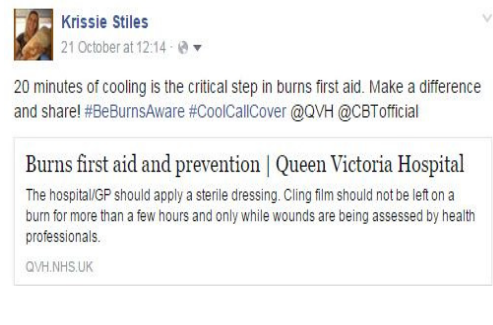 Krissie Stiles
21 October at 12:14 ·
20 minutes of cooling is the critical step in burns first aid. Make a difference
and share! #BeBurnsAware #CoolCallCover @QVH @CBTofficial
Burns first aid and prevention | Queen Victoria Hospital
The hospital/GP should apply a sterile dressing. Cling film should not be left on a
burn for more than a few hours and only while wounds are being assessed by health
professionals.
QVH.NHS.UK